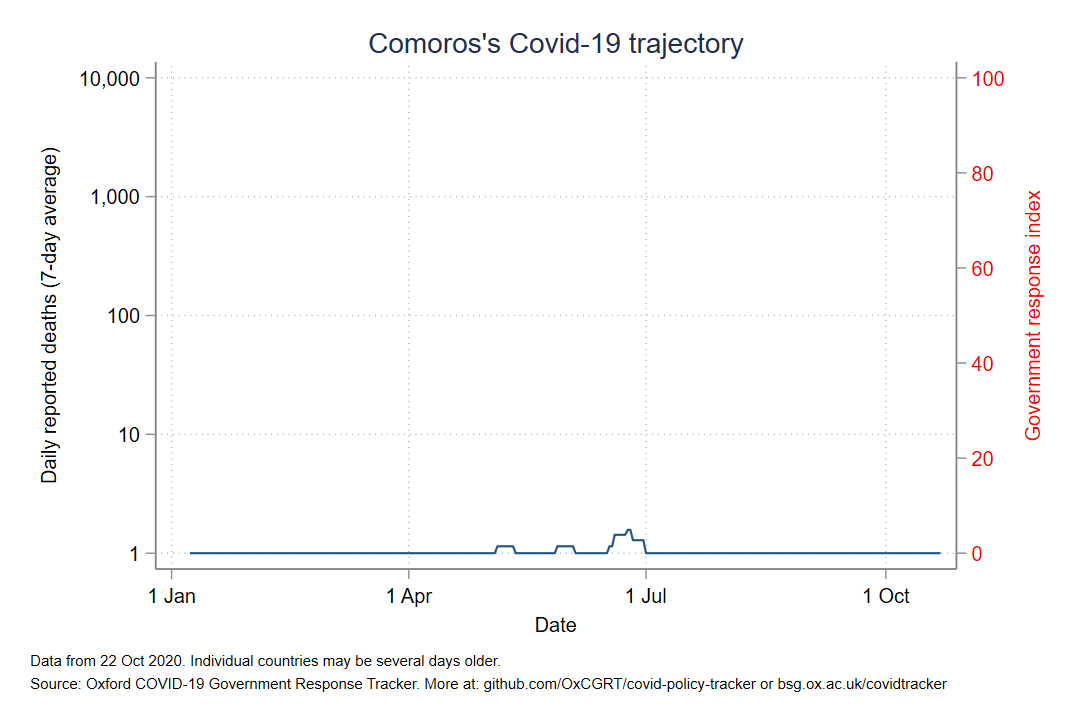 Comoros's Covid-19 trajectory
10,000
1,000
100
10
1
Daily reported deaths (7-day average)
100
80
60
40
20
0
Government response index
1 Jan
1 Apr
1 Jul
1 Oct
Date
Data from 22 Oct 2020. Individual countries may be several days older.
Source: Oxford COVID-19 Government Response Tracker. More at: github.com/OxCGRT/covid-policy-tracker or bsg.ox.ac.uk/covidtracker